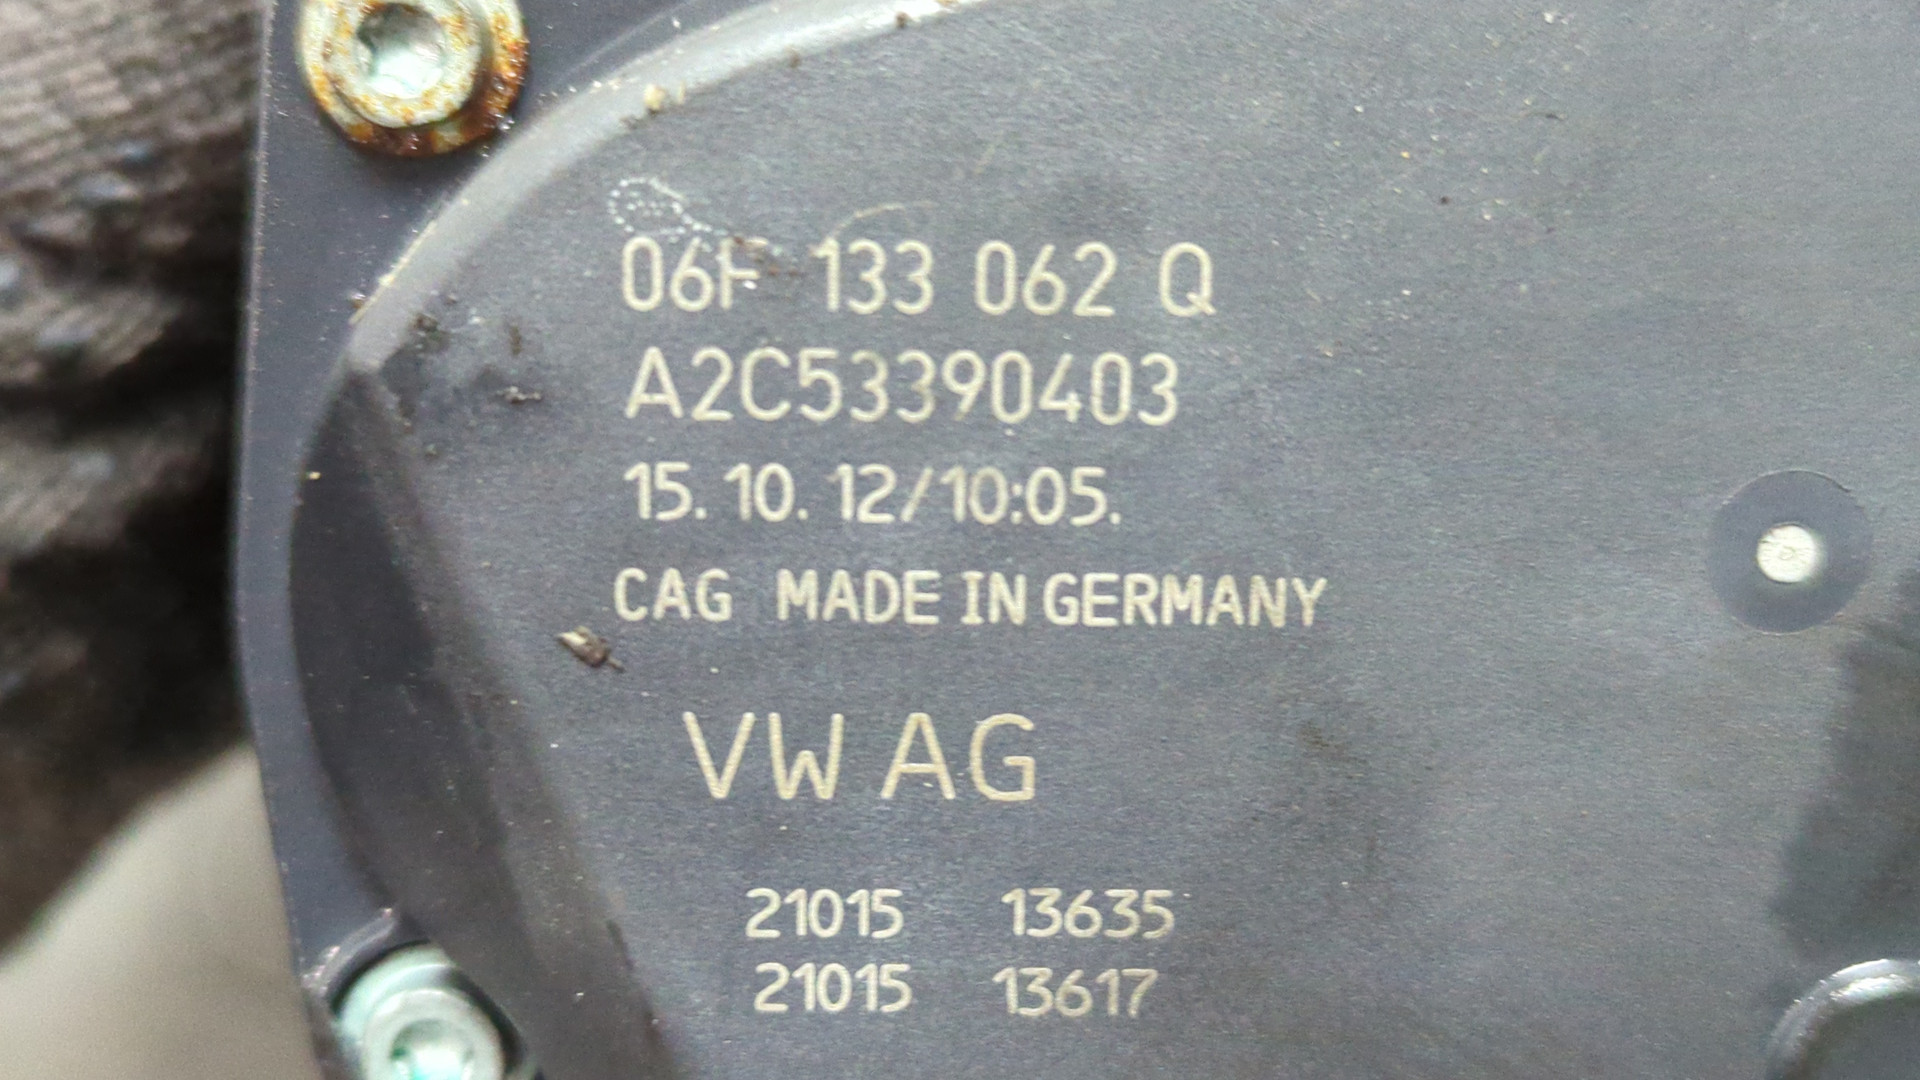 06F 133 062 Q
A2C53390403
15.10.12/10:05.
CAG MADE IN GERMANY
VW AG
21015 13635
21015 13617